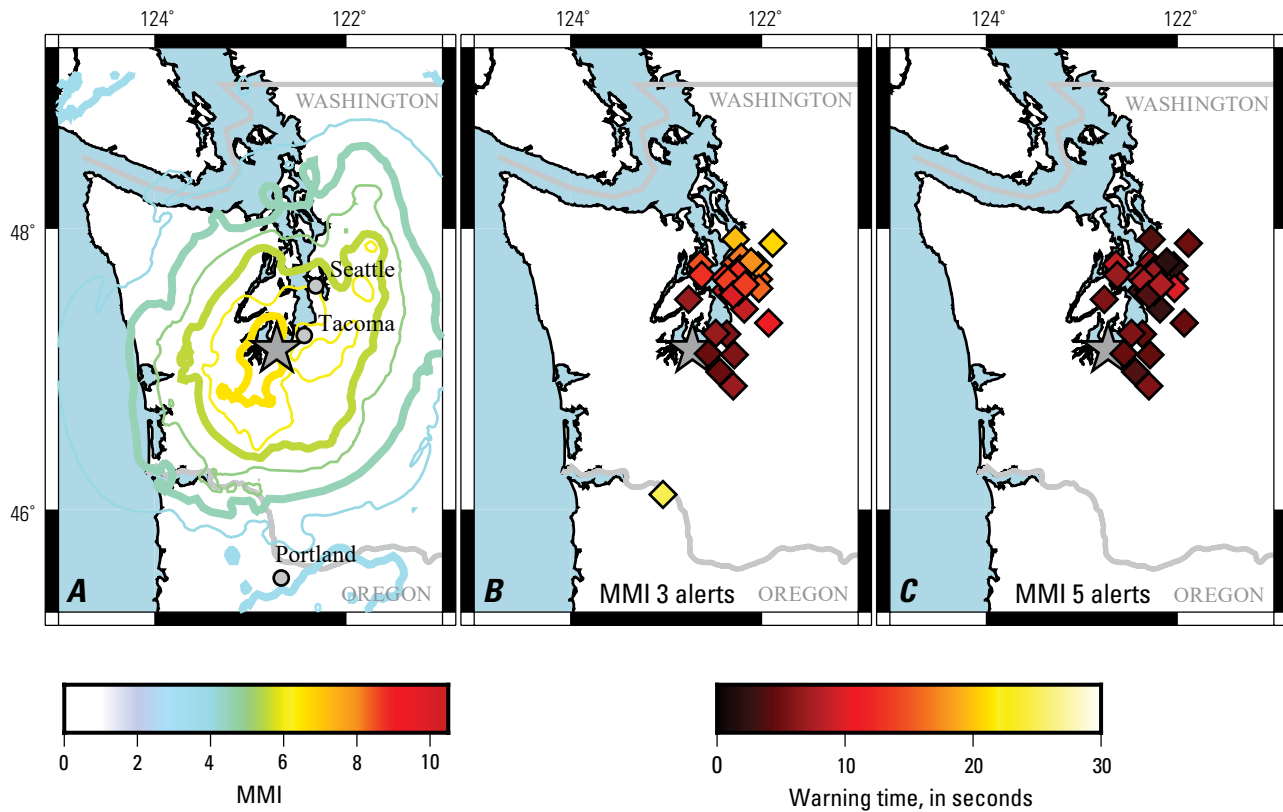 124° 122° 124° 122° 124° 122°
WASHINGTON WASHINGTON WASHINGTON
48°
Seattle
Tacoma
46°
Portland
A OREGON B MMI 3 alerts OREGON C MMI 5 alerts OREGON
0 2 4 6 8 10 0 10 20 30
MMI Warning time, in seconds